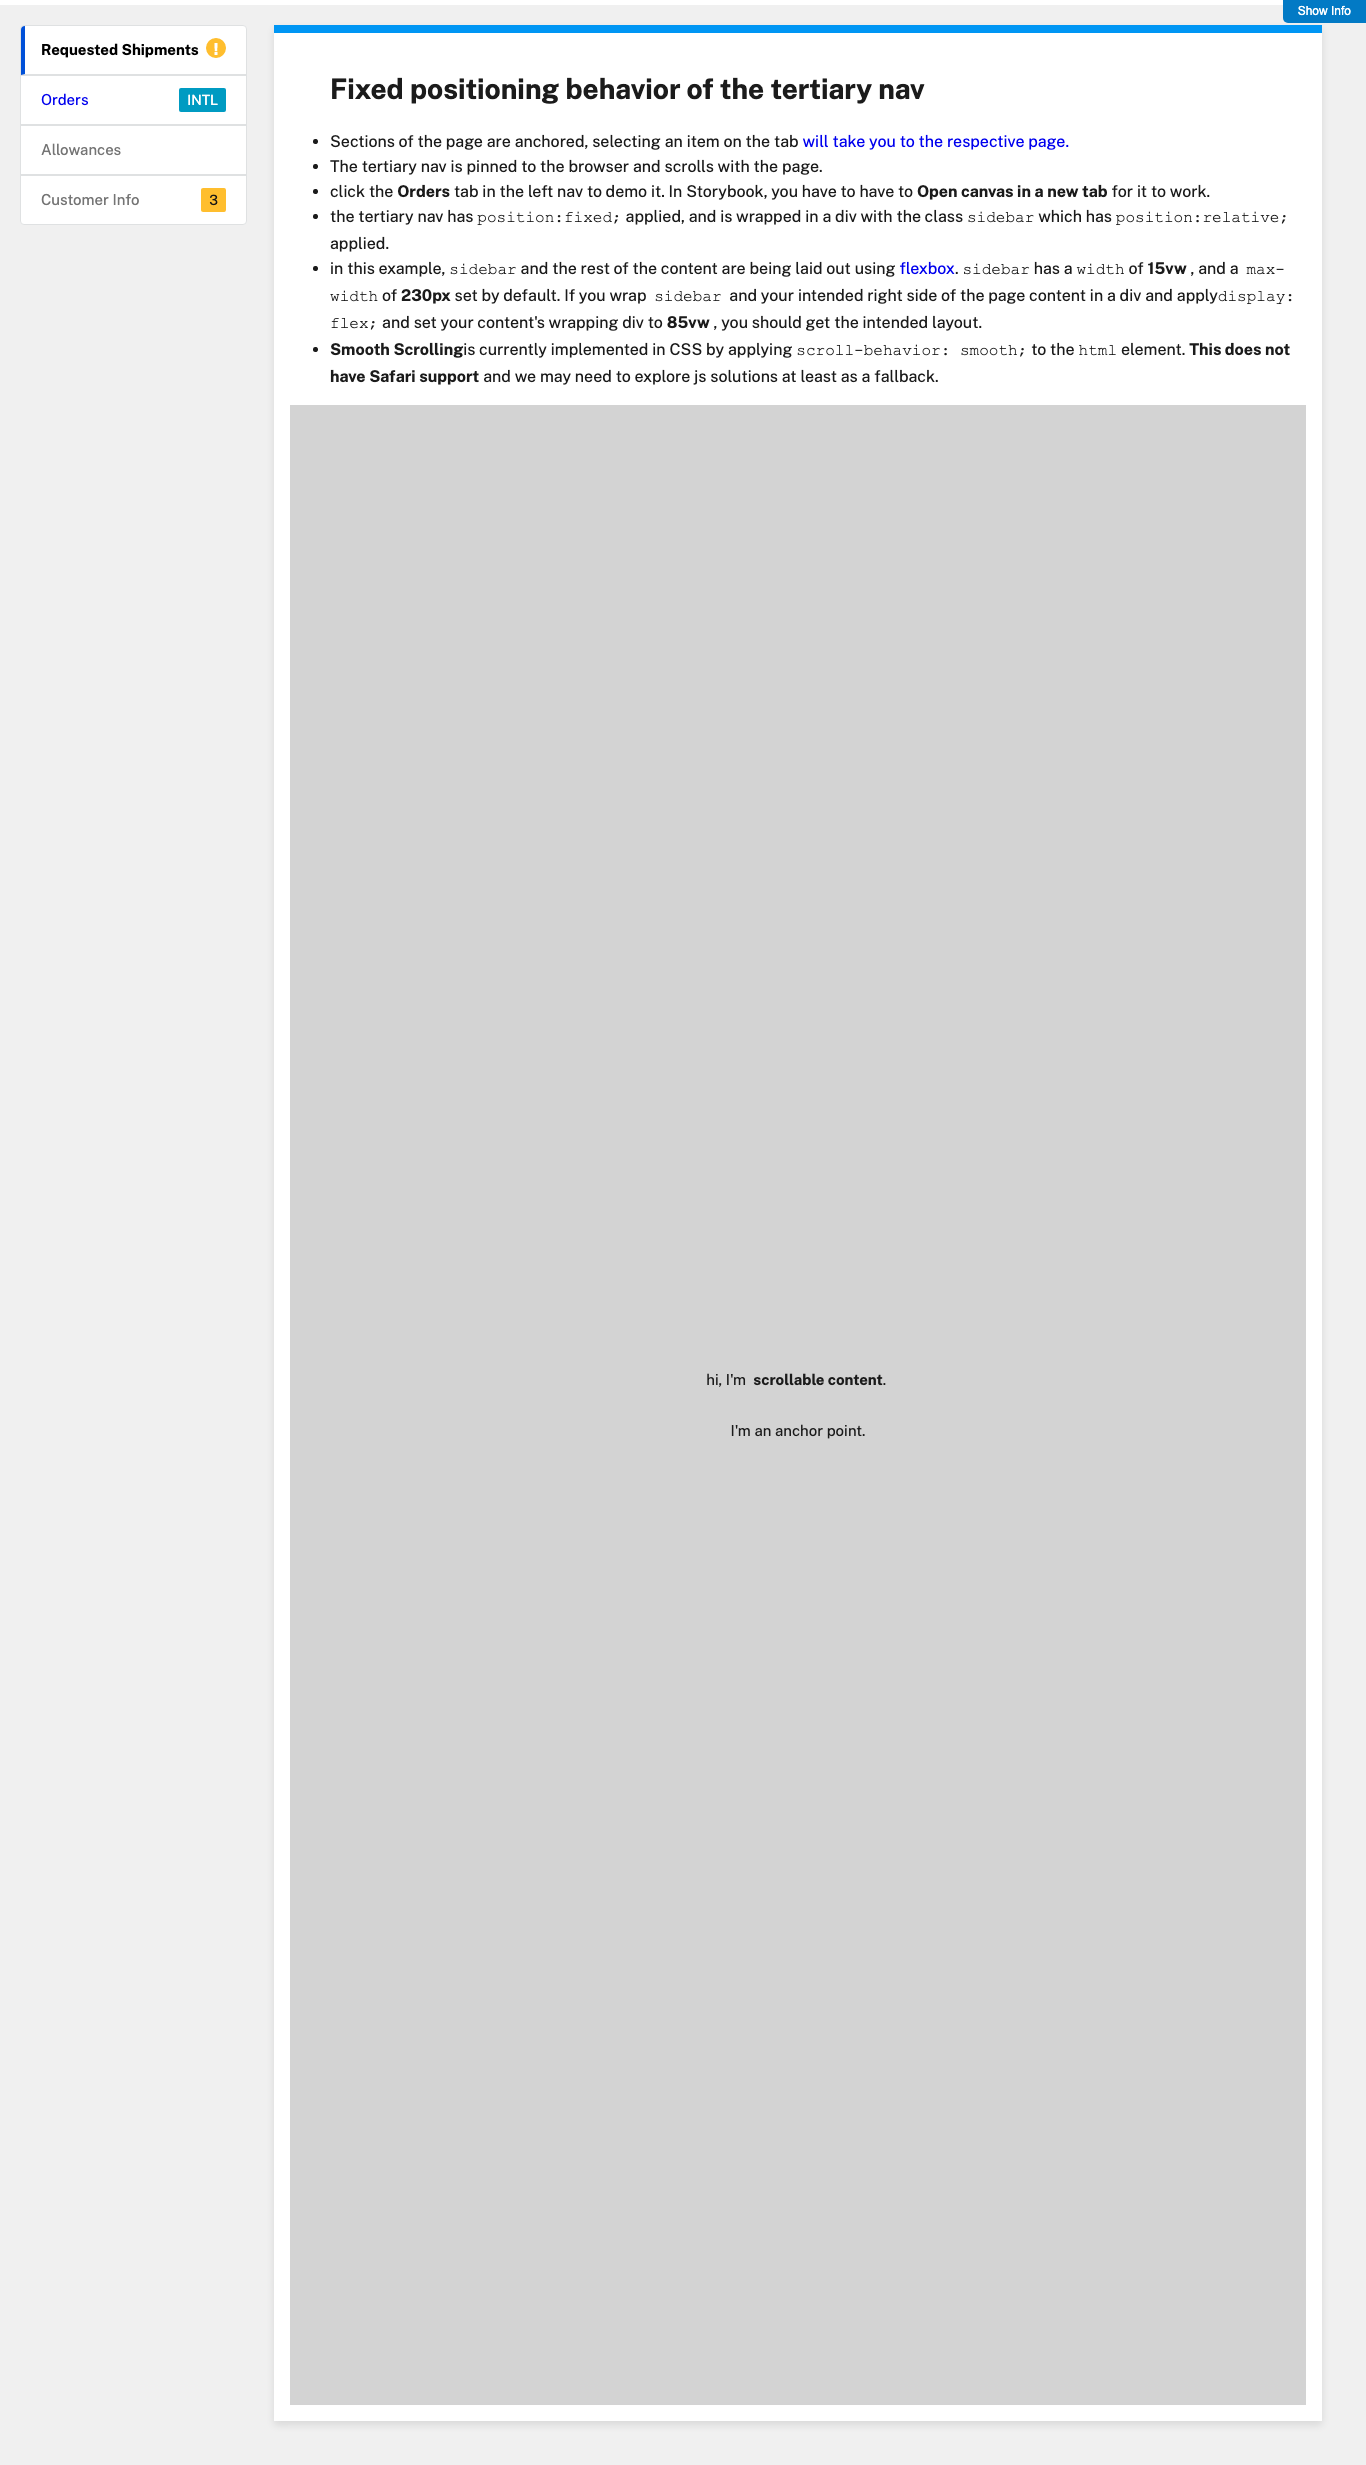 Show Info
Requested Shipments
Orders INTL
Allowances
Customer Info 3
Fixed positioning behavior of the tertiary nav
Sections of the page are anchored, selecting an item on the tab will take you to the respective page.
The tertiary nav is pinned to the browser and scrolls with the page.
click the Orders tab in the left nav to demo it. In Storybook, you have to have to Open canvas in a new tab for it to work.
the tertiary nav has position:fixed; applied, and is wrapped in a div with the class sidebar which has position:relative;
applied.
in this example, sidebar and the rest of the content are being laid out using flexbox. sidebar has a width of 15vw , and a max-
width of 230px set by default. If you wrap sidebar and your intended right side of the page content in a div and applydisplay:
flex; and set your content's wrapping div to 85vw , you should get the intended layout.
Smooth Scrollingis currently implemented in CSS by applying scroll-behavior: smooth; to the html element. This does not
have Safari support and we may need to explore js solutions at least as a fallback.
hi, I'm scrollable content.
I'm an anchor point.